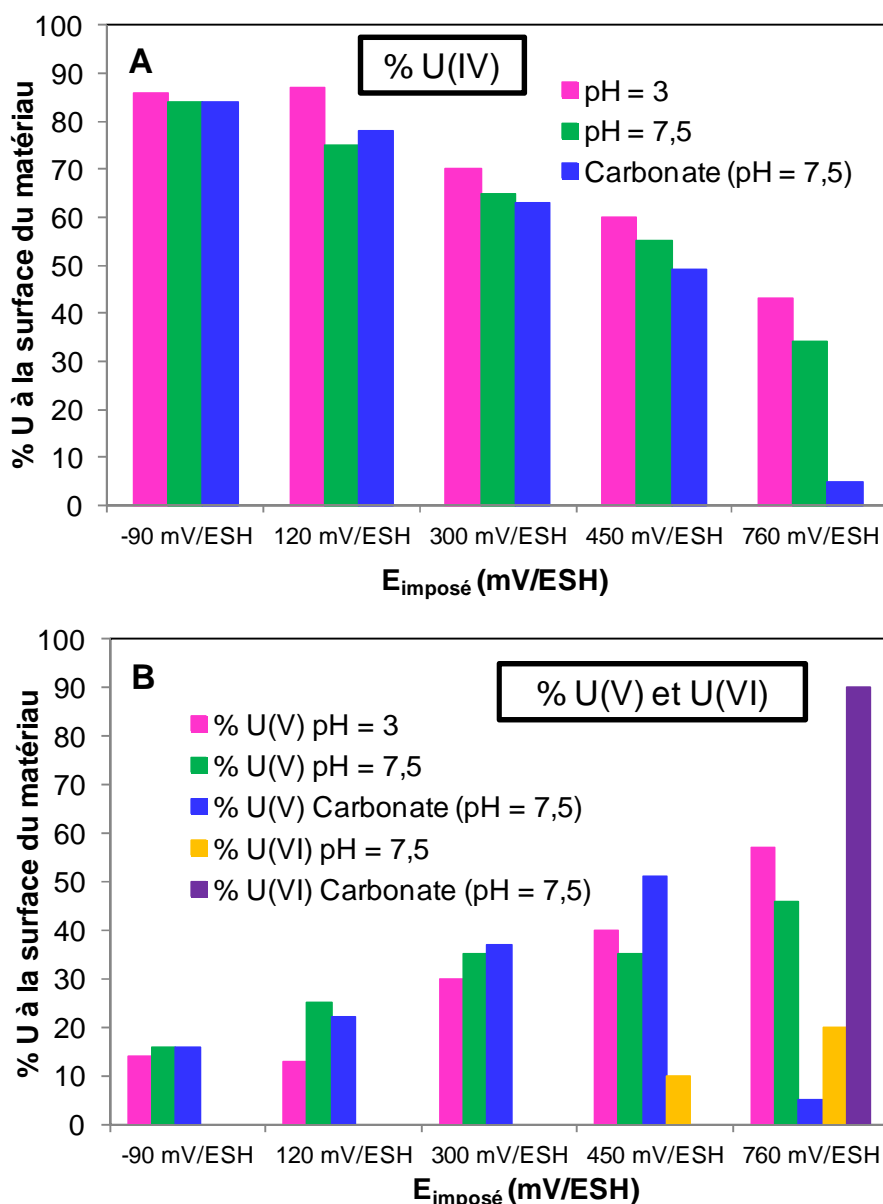 % U à la surface du matériau
100
90
80
70
60
50
40
30
20
10
0
A
% U(IV)
pH = 3
pH = 7,5
Carbonate (pH = 7,5)
-90 mV/ESH 120 mV/ESH 300 mV/ESH 450 mV/ESH 760 mV/ESH
Eimposé (mV/ESH)
% U à la surface du matériau
100
90
80
70
60
50
40
30
20
10
0
B
% U(V) et U(VI)
% U(V) pH = 3
% U(V) pH = 7,5
% U(V) Carbonate (pH = 7,5)
% U(VI) pH = 7,5
% U(VI) Carbonate (pH = 7,5)
-90 mV/ESH 120 mV/ESH 300 mV/ESH 450 mV/ESH 760 mV/ESH
Eimposé (mV/ESH)